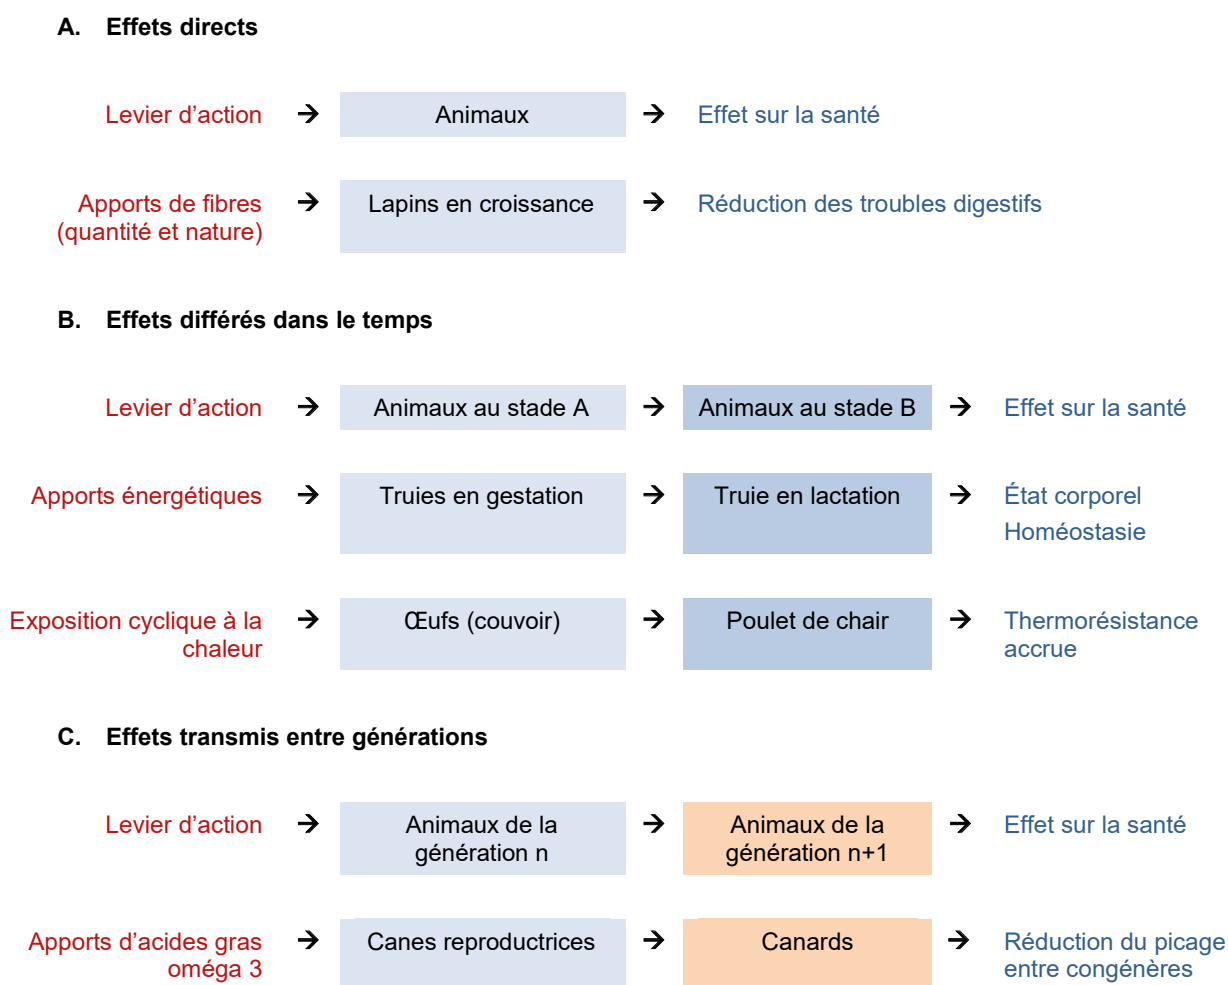 A. Effets directs
Levier d’action → Animaux → Effet sur la santé
Apports de fibres → Lapins en croissance → Réduction des troubles digestifs
(quantité et nature)
B. Effets différés dans le temps
Levier d’action → Animaux au stade A → Animaux au stade B → Effet sur la santé
Apports énergétiques → Truies en gestation → Truie en lactation → État corporel
Homéostasie
Exposition cyclique à la → Œufs (couvoir) → Poulet de chair → Thermorésistance
chaleur accrue
C. Effets transmis entre générations
Levier d’action → Animaux de la → Animaux de la → Effet sur la santé
génération n génération n+1
Apports d’acides gras → Canes reproductrices → Canards → Réduction du picage
oméga 3 entre congénères